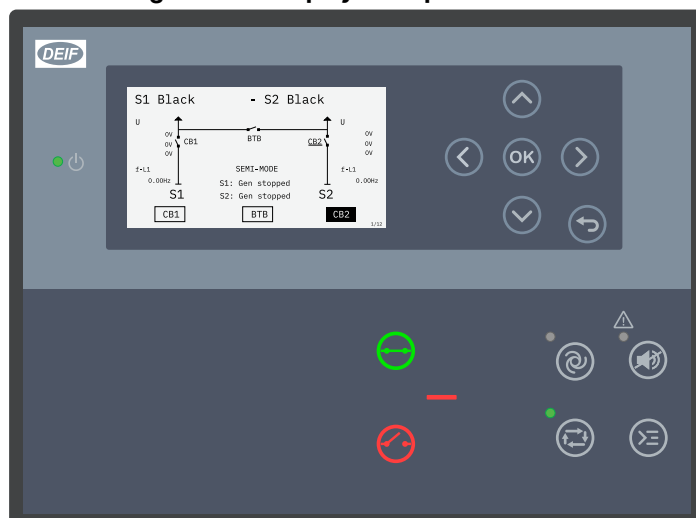 DEIF
S1 Black - S2 Black
U U
0V 0V
0V CB1 BTB CB2 0V
0V 0V
f-L1 SEMI-MODE f-L1
0.00Hz S1: Gen stopped 0.00Hz
S1 S2: Gen stopped S2
CB1 BTB CB2
1/12
OK